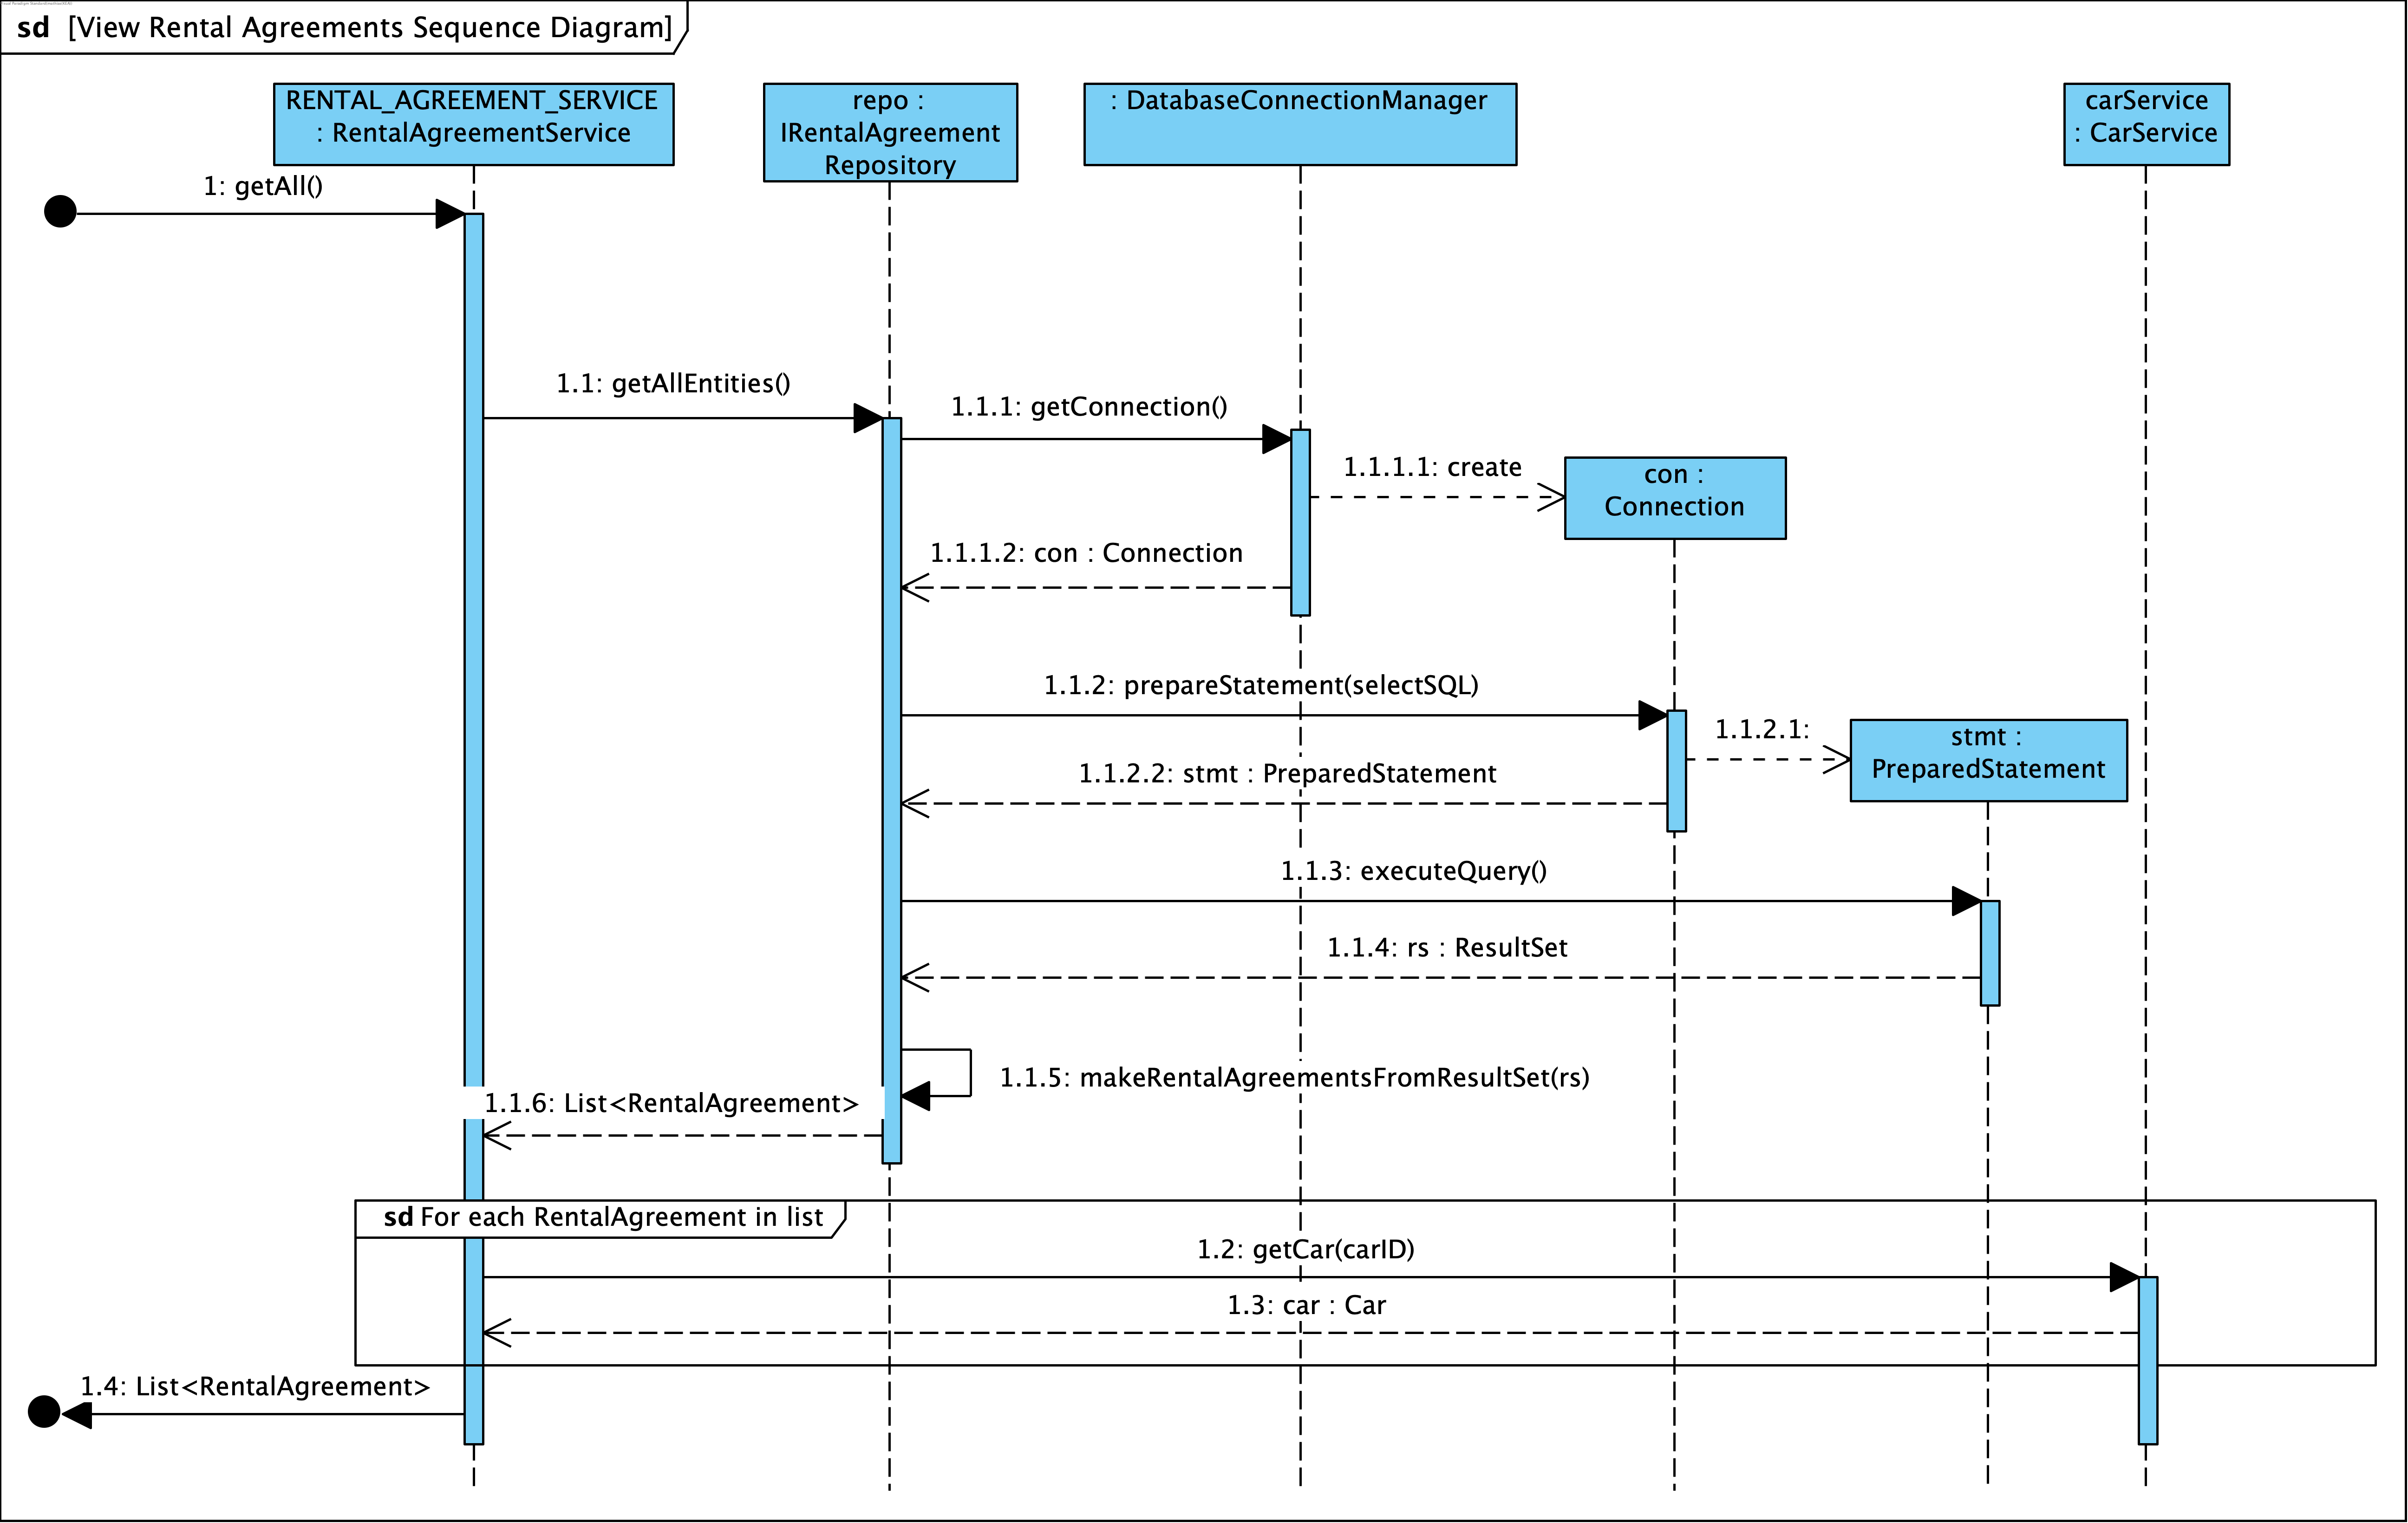 sd [View Rental Agreements Sequence Diagram]
RENTAL_AGREEMENT_SERVICE
: RentalAgreementService
repo :
IRentalAgreement
Repository
: DatabaseConnectionManager
carService
: CarService
1: getAll()
1.1: getAllEntities()
1.1.1: getConnection()
1.1.1.1: create
con :
Connection
1.1.1.2: con : Connection
1.1.2: prepareStatement(selectSQL)
1.1.2.1:
stmt :
PreparedStatement
1.1.2.2: stmt : PreparedStatement
1.1.3: executeQuery()
1.1.4: rs : ResultSet
1.1.5: makeRentalAgreementsFromResultSet(rs)
1.1.6: List<RentalAgreement>
sd For each RentalAgreement in list
1.2: getCar(carID)
1.3: car : Car
1.4: List<RentalAgreement>